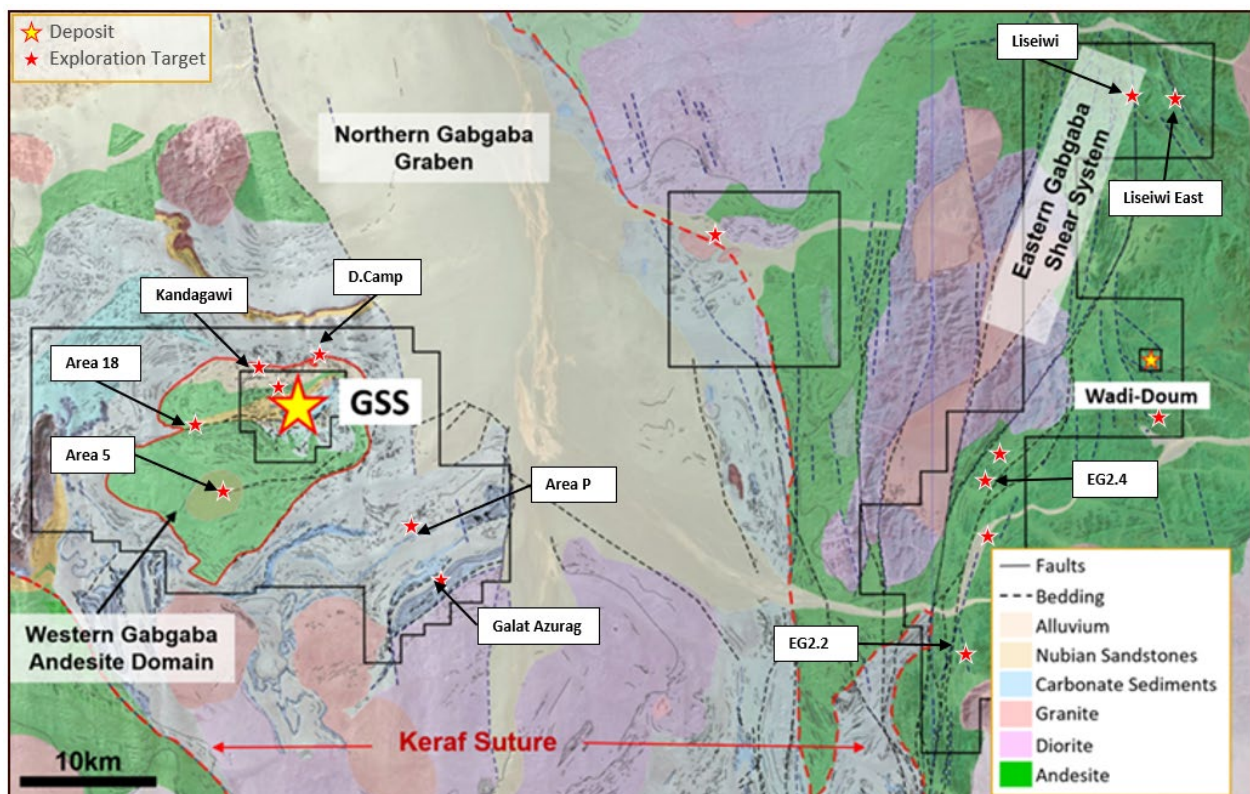 Deposit
Exploration Target
Liseiwi
Northern Gabgaba
Graben
Eastern Gabgaba
Shear System
Liseiwi East
D.Camp
Kandagawi
Area 18
GSS
Wadi-Doum
Area 5
Area P
EG2.4
Galat Azurag
EG2.2
Western Gabgaba
Andesite Domain
Keraf Suture
10km
Faults
Bedding
Alluvium
Nubian Sandstones
Carbonate Sediments
Granite
Diorite
Andesite